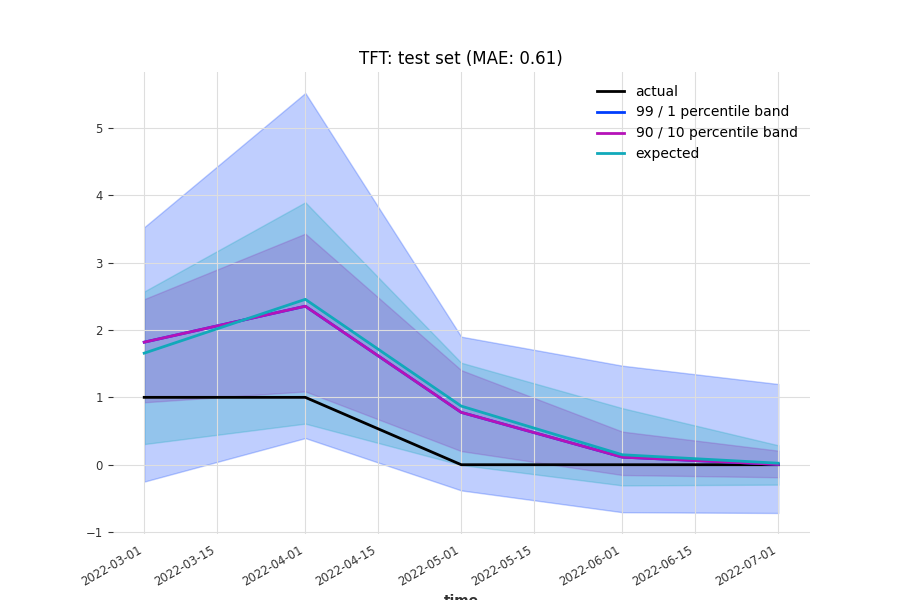 TFT: test set (MAE: 0.61)
actual
99 / 1 percentile band
90 / 10 percentile band
expected
5
4
3
2
1
0
−1
2022-03-01
2022-03-15
2022-04-01
2022-04-15
2022-05-01
2022-05-15
2022-06-01
2022-06-15
2022-07-01
time